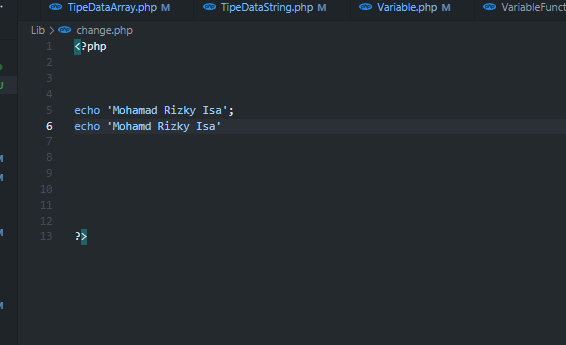 TipeDataArray.php M TipeDataString.php M Variable.php M VariableFunct
Lib > change.php
1 <?php
2
3
4
5 echo 'Mohamad Rizky Isa';
6 echo 'Mohamd Rizky Isa'
7
8
9
10
11
12
13 ?>